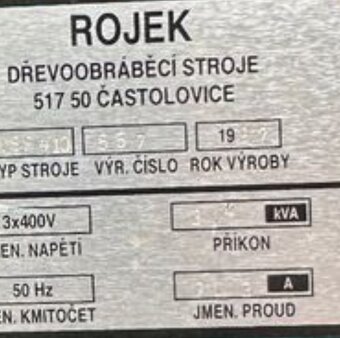 ROJEK
DŘEVOOBRÁBĚCÍ STROJE
517 50 ČASTOLOVICE
19
YP STROJE VÝR. ČÍSLO ROK VÝROBY
3x400V kVA
EN. NAPĚTÍ PŘÍKON
50 Hz A
EN. KMITOČET JMEN. PROUD